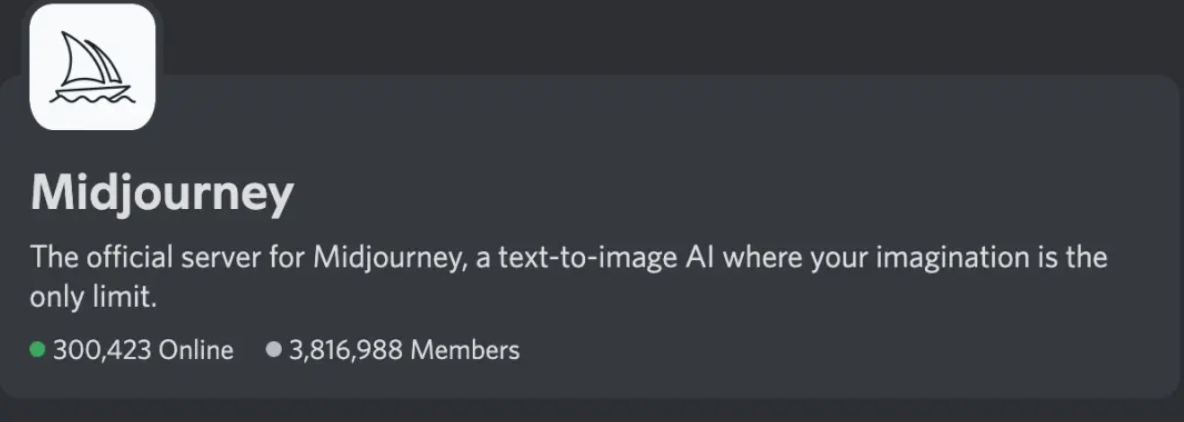 Midjourney
The official server for Midjourney, a text-to-image AI where your imagination is the
only limit.
300,423 Online 3,816,988 Members